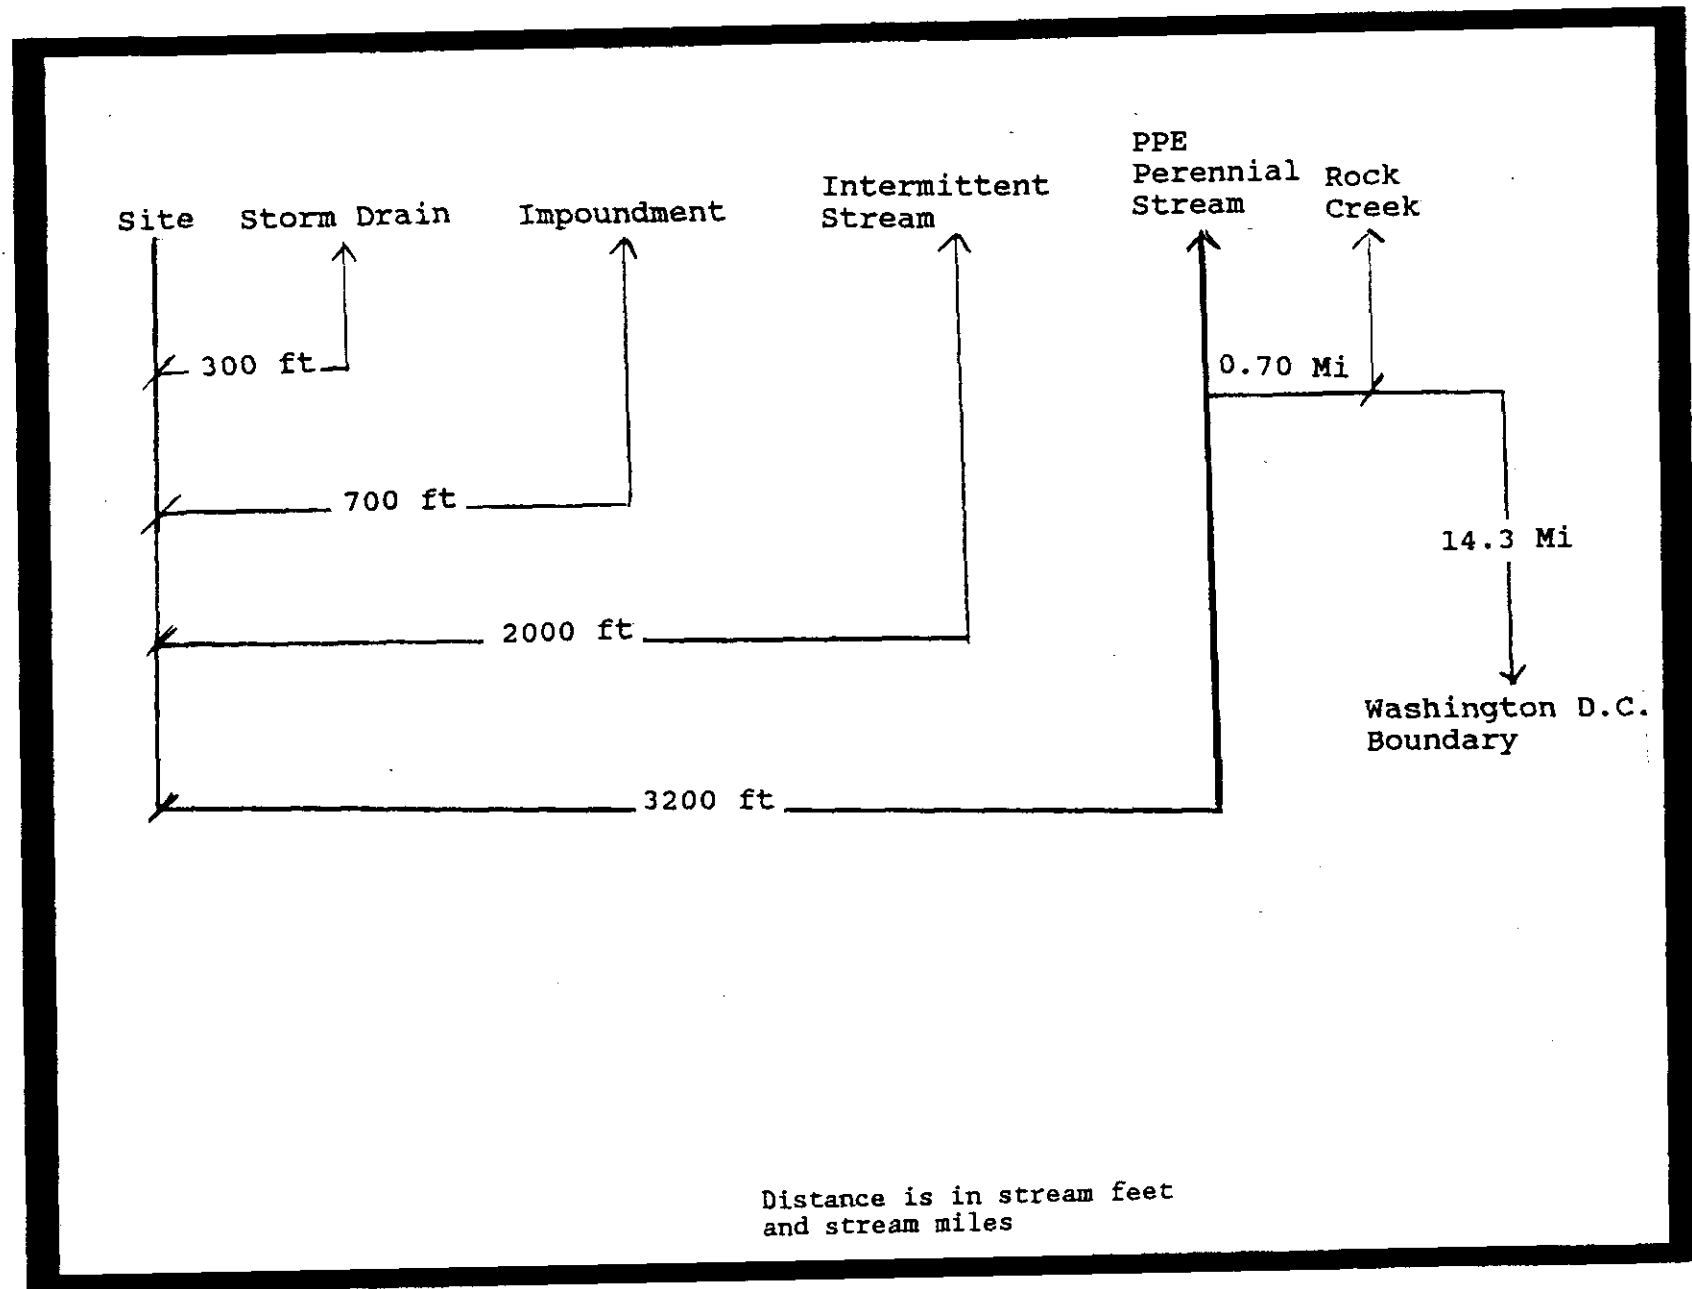 Site
Storm Drain
Impoundment
Intermittent
Stream
PPE
Perennial
Stream
Rock
Creek
300 ft
0.70 Mi
700 ft
14.3 Mi
2000 ft
Washington D.C.
Boundary
3200 ft
Distance is in stream feet
and stream miles